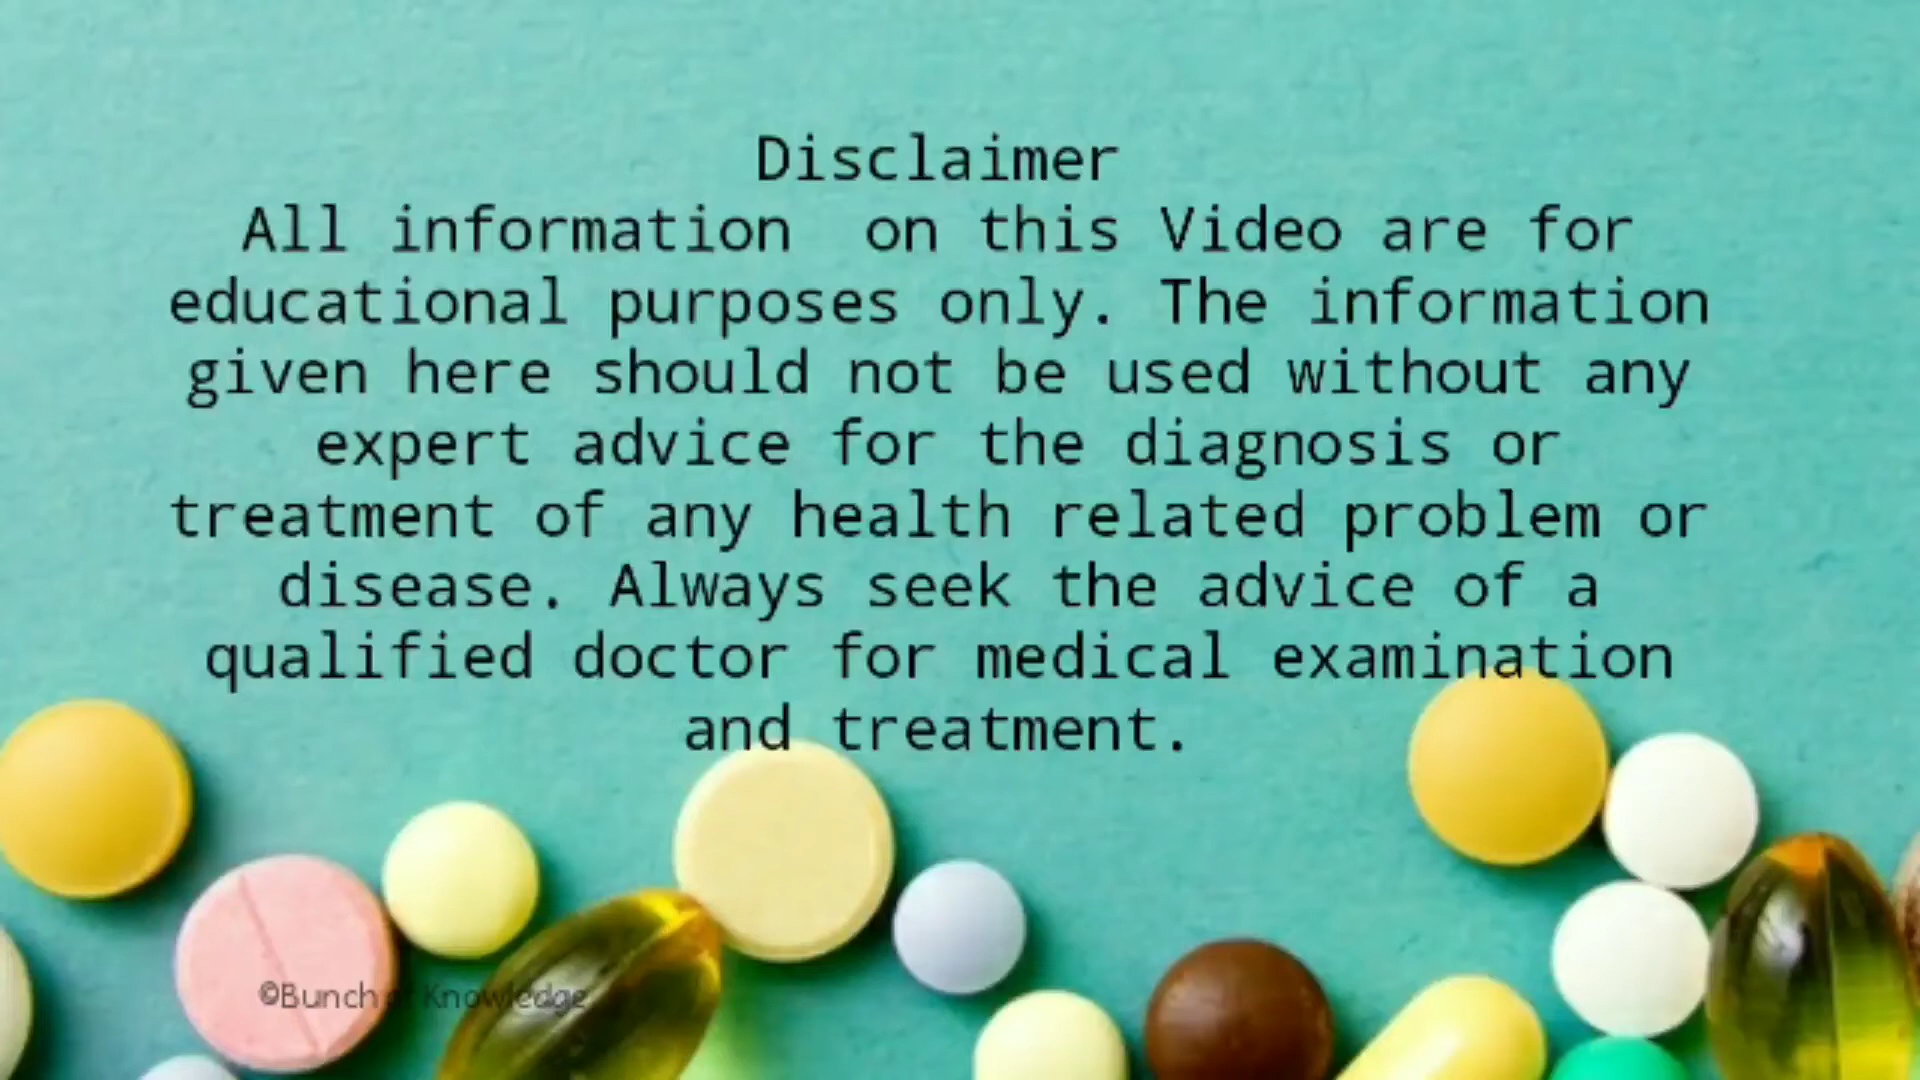 Disclaimer
All information  on this Video are for
educational purposes only. The information
given here should not be used without any
expert advice for the diagnosis or
treatment of any health related problem or
disease. Always seek the advice of a
qualified doctor for medical examination
and treatment.
©Bunch of Knowledge